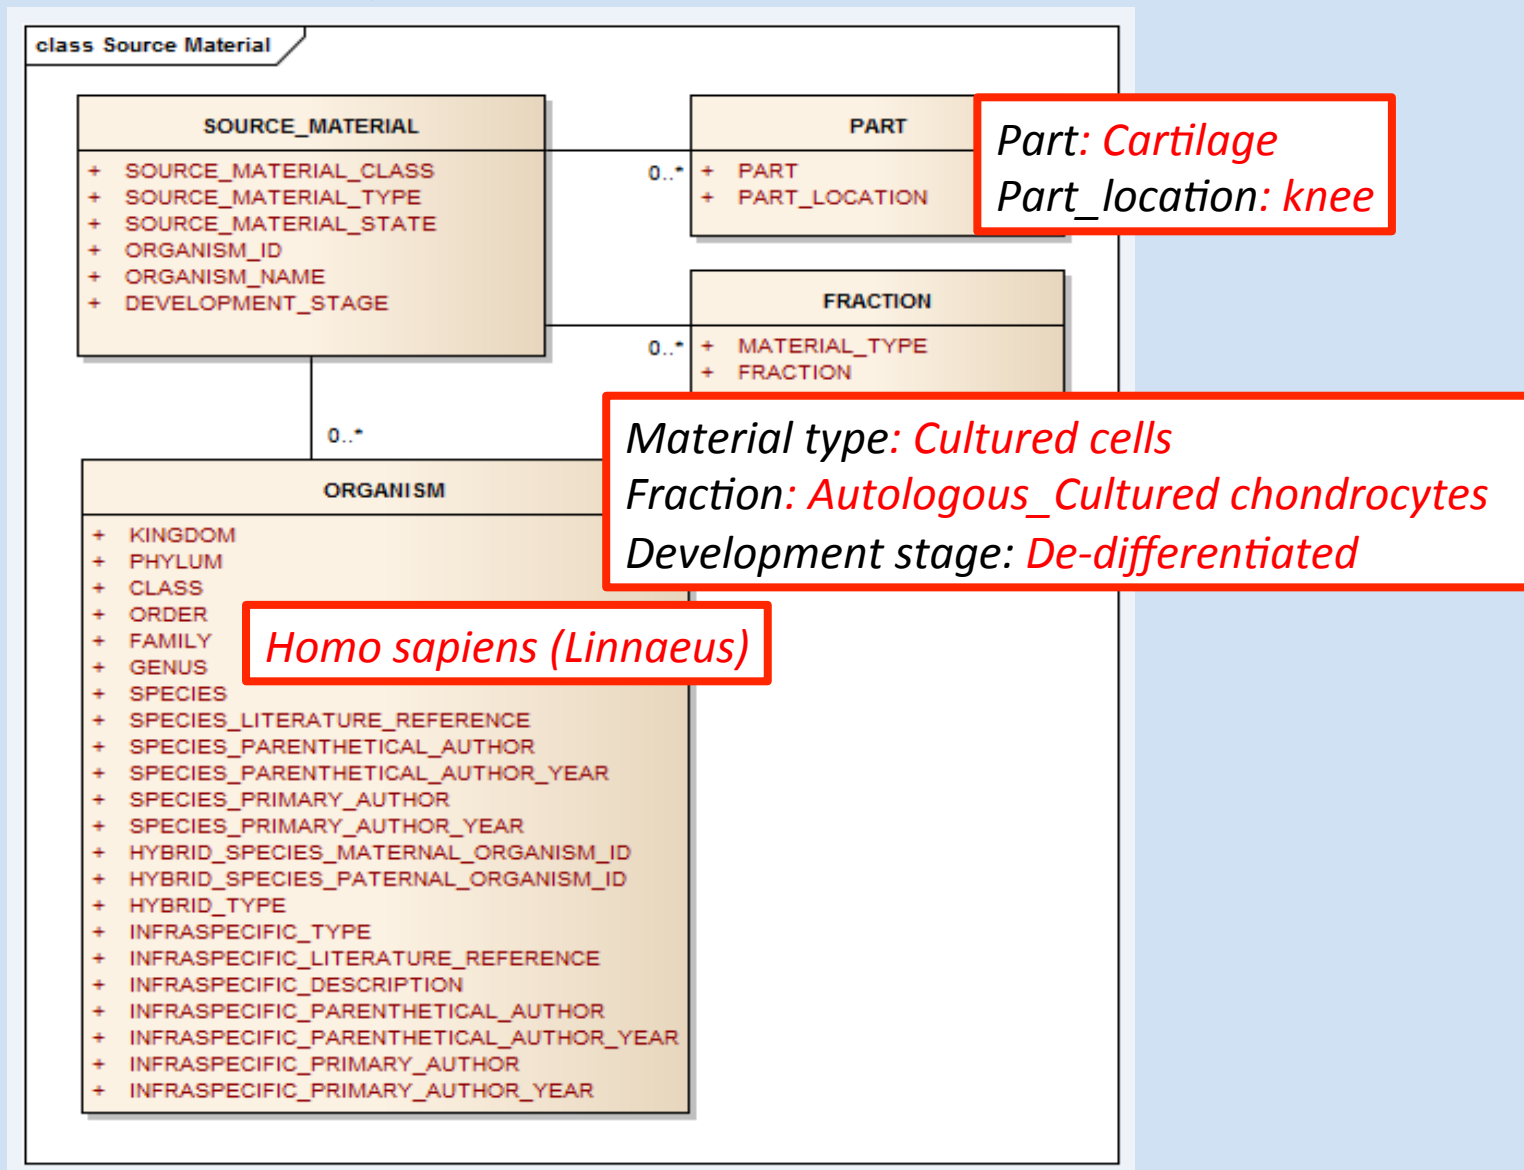 class Source Material
SOURCE_MATERIAL
+ SOURCE_MATERIAL_CLASS
+ SOURCE_MATERIAL_TYPE
+ SOURCE_MATERIAL_STATE
+ ORGANISM_ID
+ ORGANISM_NAME
+ DEVELOPMENT_STAGE
0..*
PART
+ PART
+ PART_LOCATION
Part: Cartilage
Part_location: knee
0..*
FRACTION
+ MATERIAL_TYPE
+ FRACTION
Material type: Cultured cells
Fraction: Autologous_Cultured chondrocytes
Development stage: De-differentiated
0..*
ORGANISM
+ KINGDOM
+ PHYLUM
+ CLASS
+ ORDER
+ FAMILY
+ GENUS
Homo sapiens (Linnaeus)
+ SPECIES
+ SPECIES_LITERATURE_REFERENCE
+ SPECIES_PARENTHETICAL_AUTHOR
+ SPECIES_PARENTHETICAL_AUTHOR_YEAR
+ SPECIES_PRIMARY_AUTHOR
+ SPECIES_PRIMARY_AUTHOR_YEAR
+ HYBRID_SPECIES_MATERNAL_ORGANISM_ID
+ HYBRID_SPECIES_PATERNAL_ORGANISM_ID
+ HYBRID_TYPE
+ INFRASPECIFIC_TYPE
+ INFRASPECIFIC_LITERATURE_REFERENCE
+ INFRASPECIFIC_DESCRIPTION
+ INFRASPECIFIC_PARENTHETICAL_AUTHOR
+ INFRASPECIFIC_PARENTHETICAL_AUTHOR_YEAR
+ INFRASPECIFIC_PRIMARY_AUTHOR
+ INFRASPECIFIC_PRIMARY_AUTHOR_YEAR